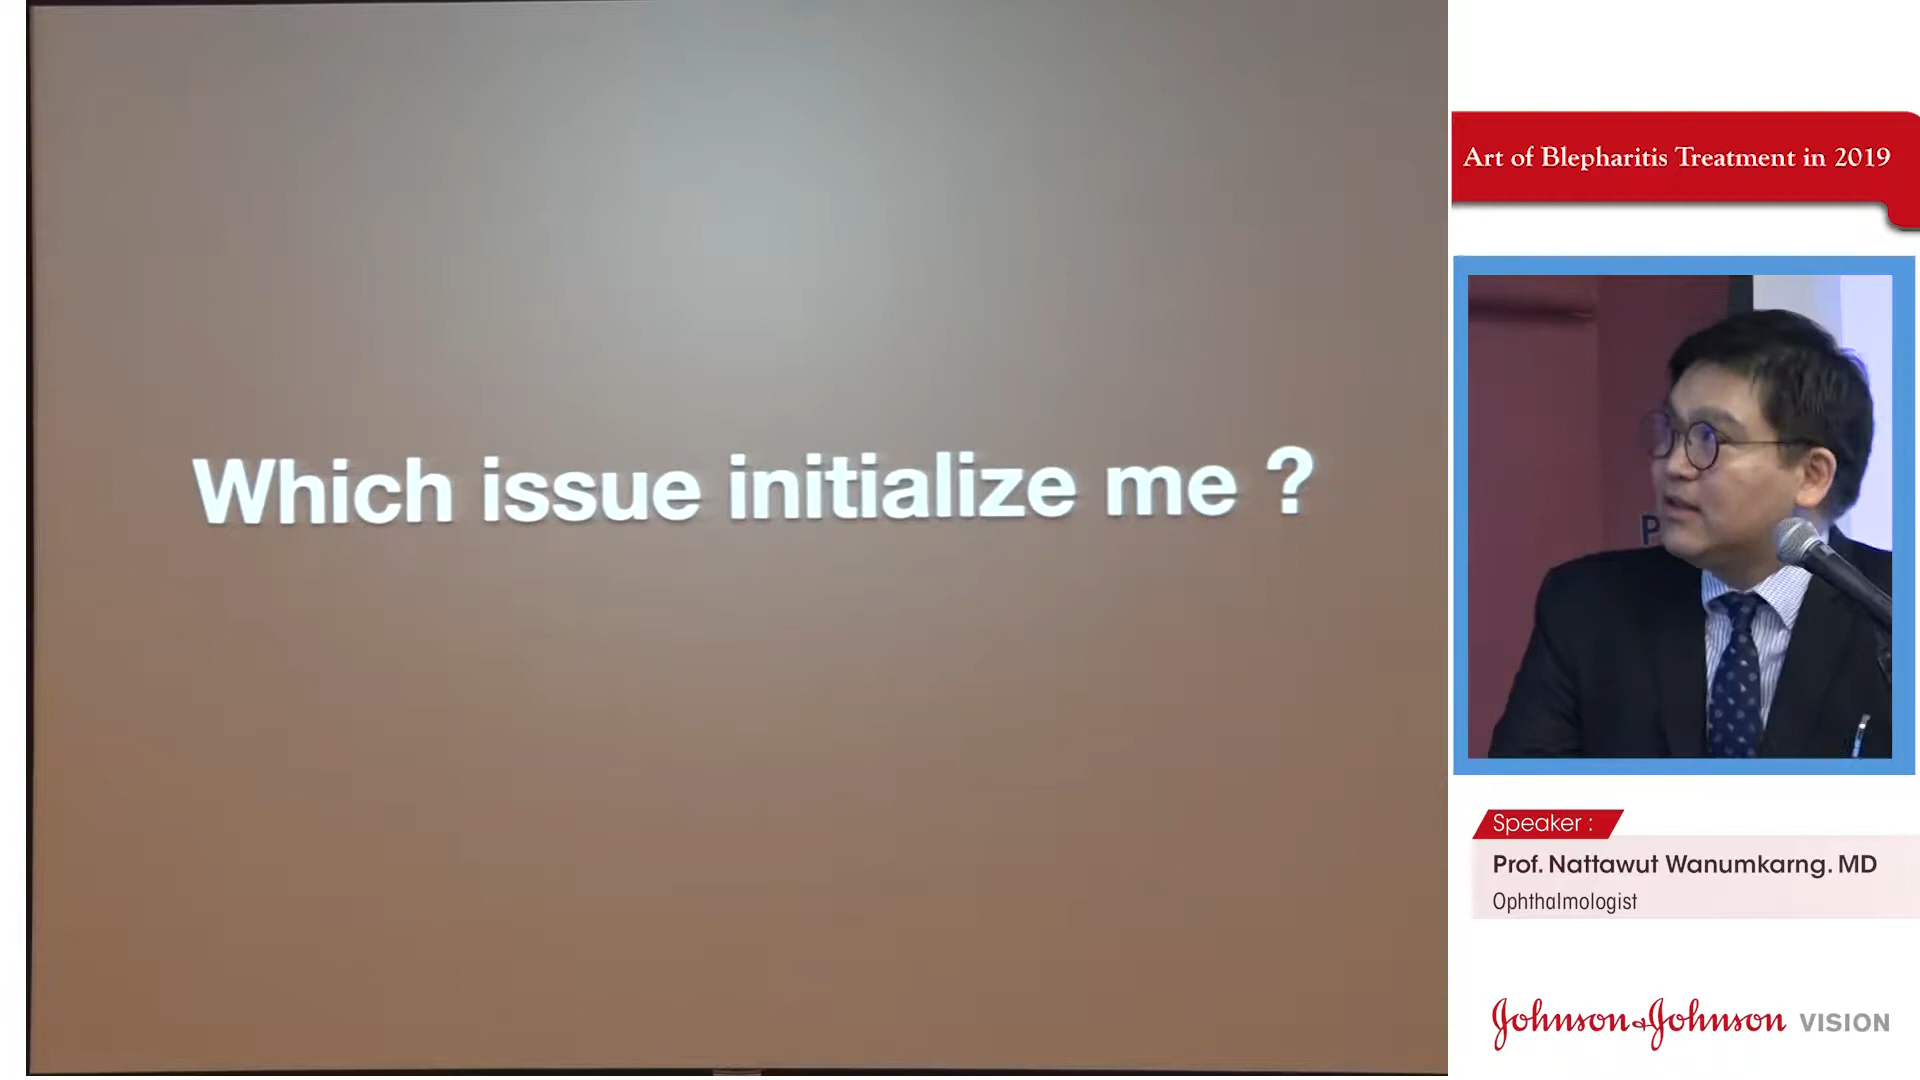 Which issue initialize me ?
Art of Blepharitis Treatment in 2019
P
Speaker :
Prof. Nattawut Wanumkarng. MD
Ophthalmologist
Johnson & Johnson VISION